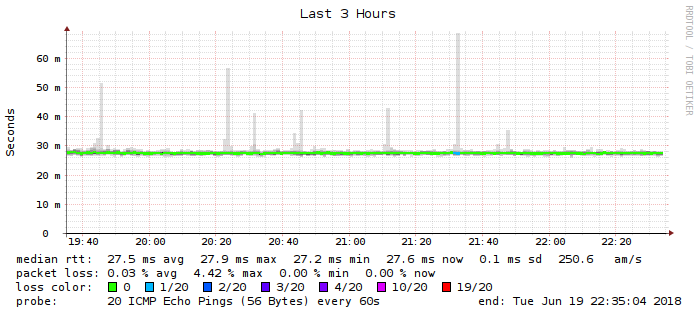 Last 3 Hours
RRDTOOL / TOBI OETIKER
Seconds
60 m
50 m
40 m
30 m
20 m
10 m
0
19:40 20:00 20:20 20:40 21:00 21:20 21:40 22:00 22:20
median rtt: 27.5 ms avg 27.9 ms max 27.2 ms min 27.6 ms now 0.1 ms sd 250.6 am/s
packet loss: 0.03 % avg 4.42 % max 0.00 % min 0.00 % now
loss color: 0 1/20 2/20 3/20 4/20 10/20 19/20
probe: 20 ICMP Echo Pings (56 Bytes) every 60s end: Tue Jun 19 22:35:04 2018